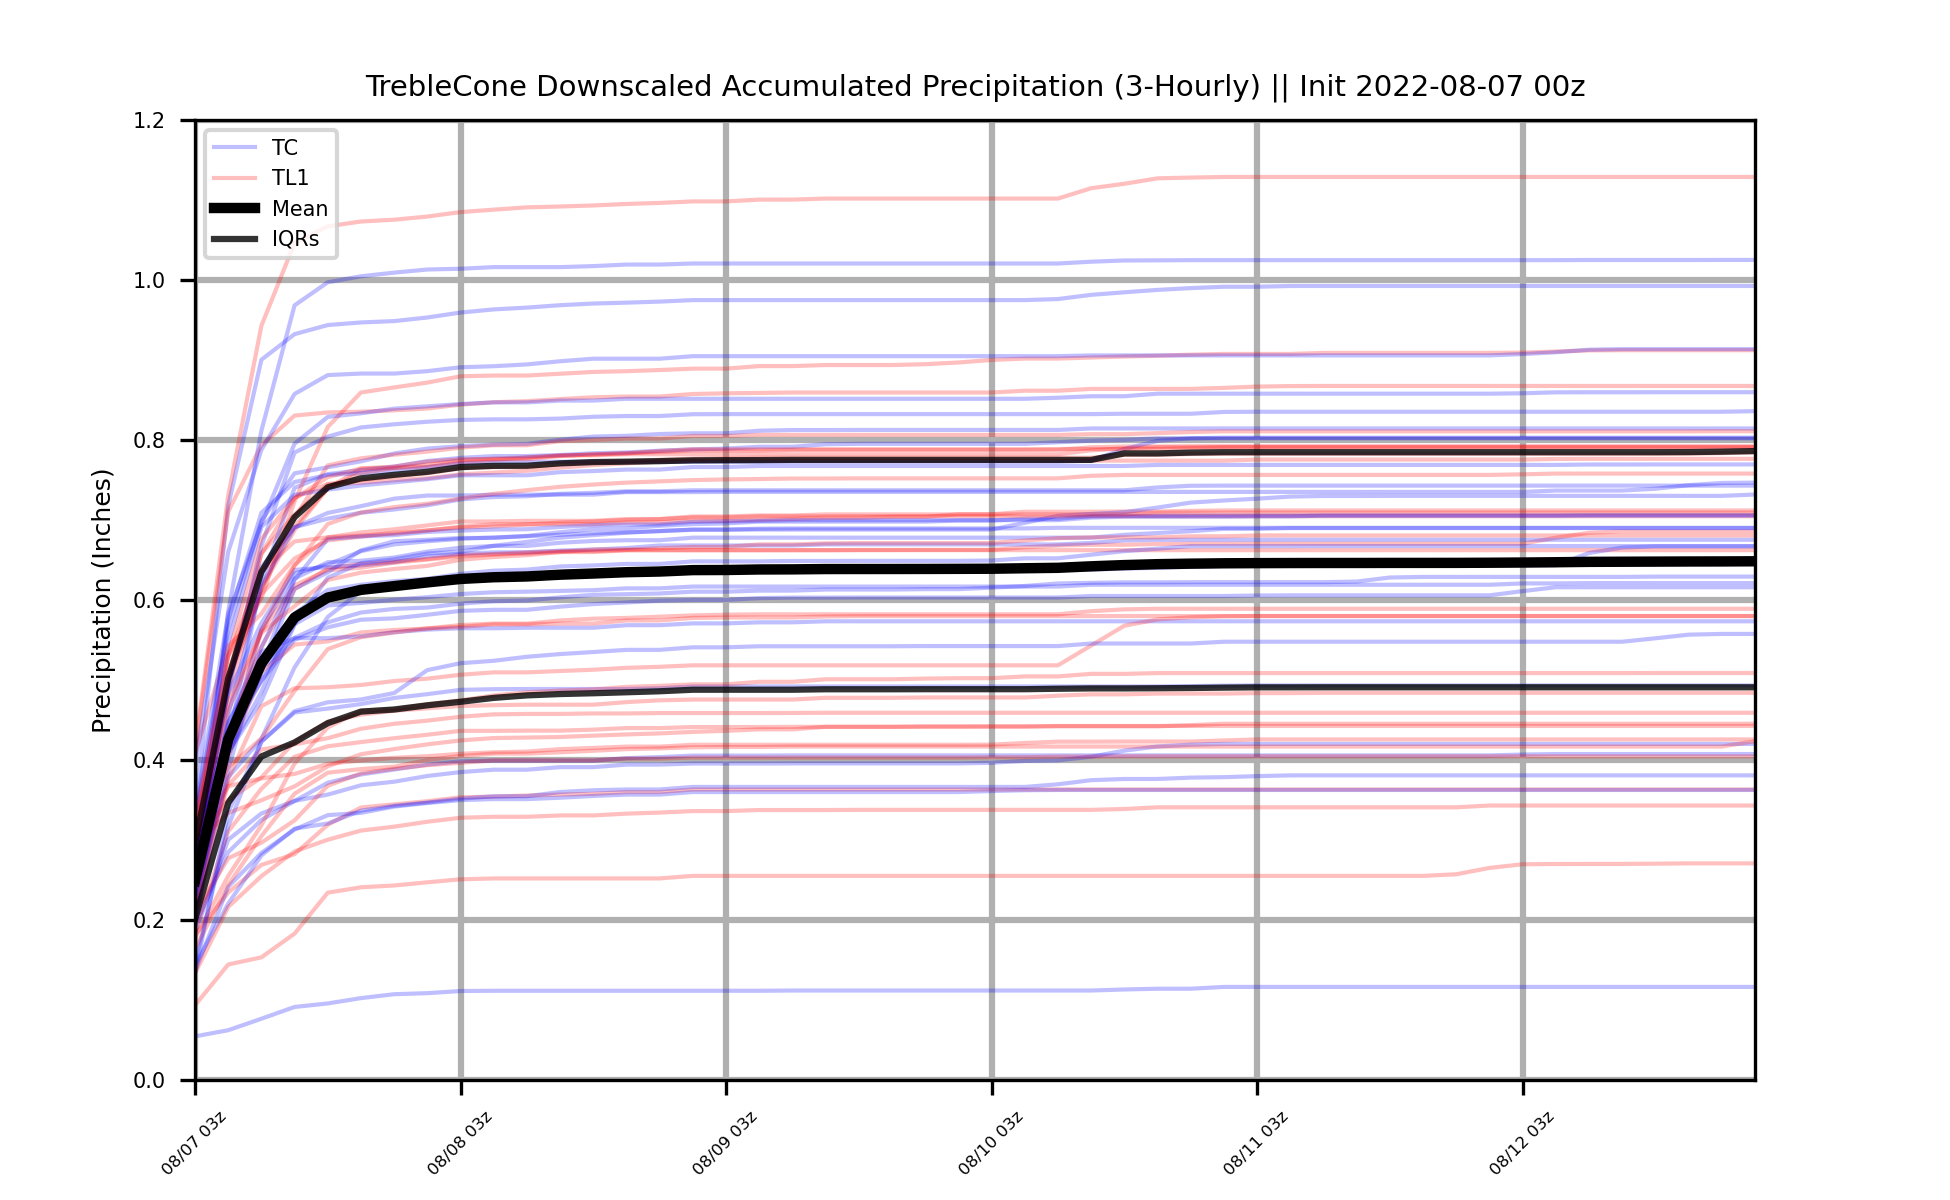 TrebleCone Downscaled Accumulated Precipitation (3-Hourly) || Init 2022-08-07 00z
1.2
1.0
0.8
0.6
0.4
0.2
0.0
Precipitation (Inches)
TC
TL1
Mean
IQRs
08/07 03z
08/08 03z
08/09 03z
08/10 03z
08/11 03z
08/12 03z